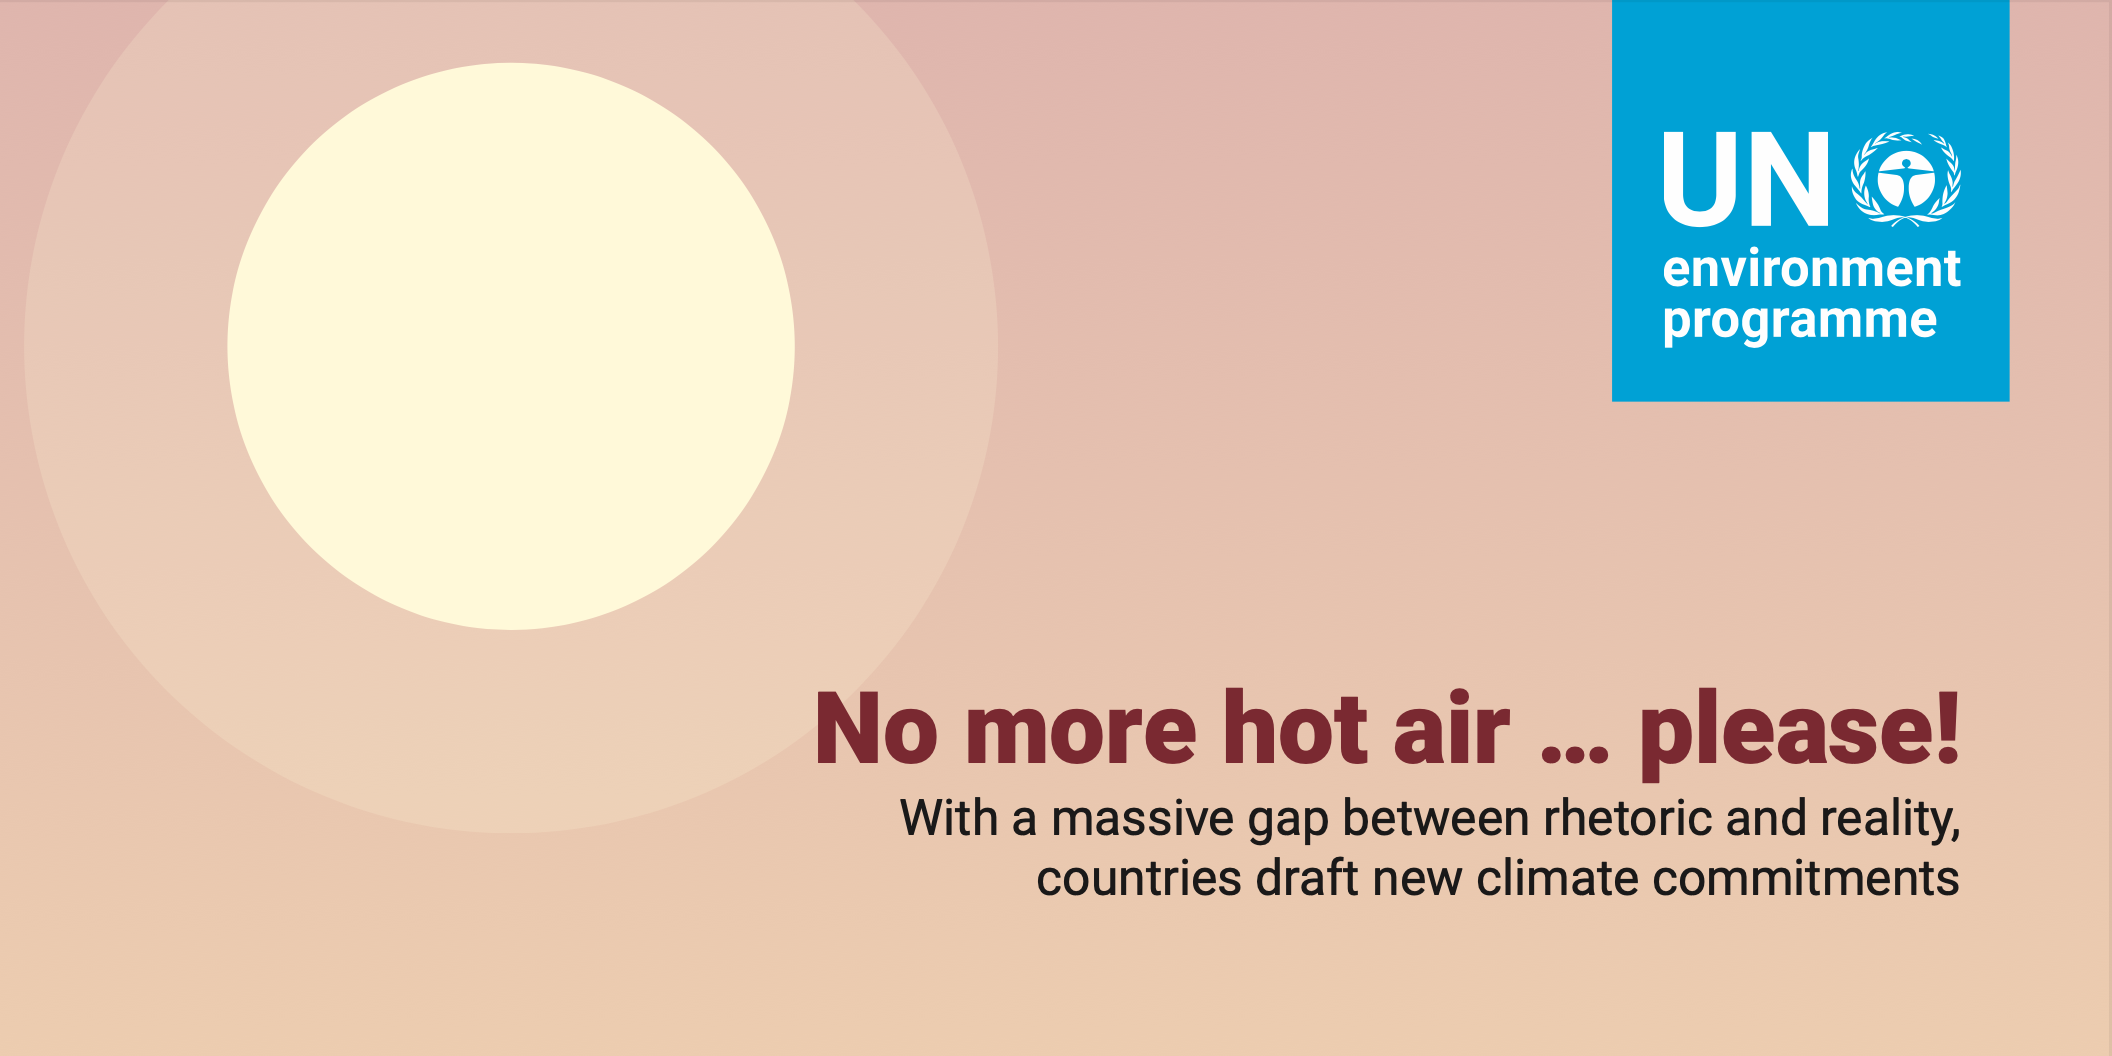 UN
environment
programme
No more hot air ... please!
With a massive gap between rhetoric and reality,
countries draft new climate commitments